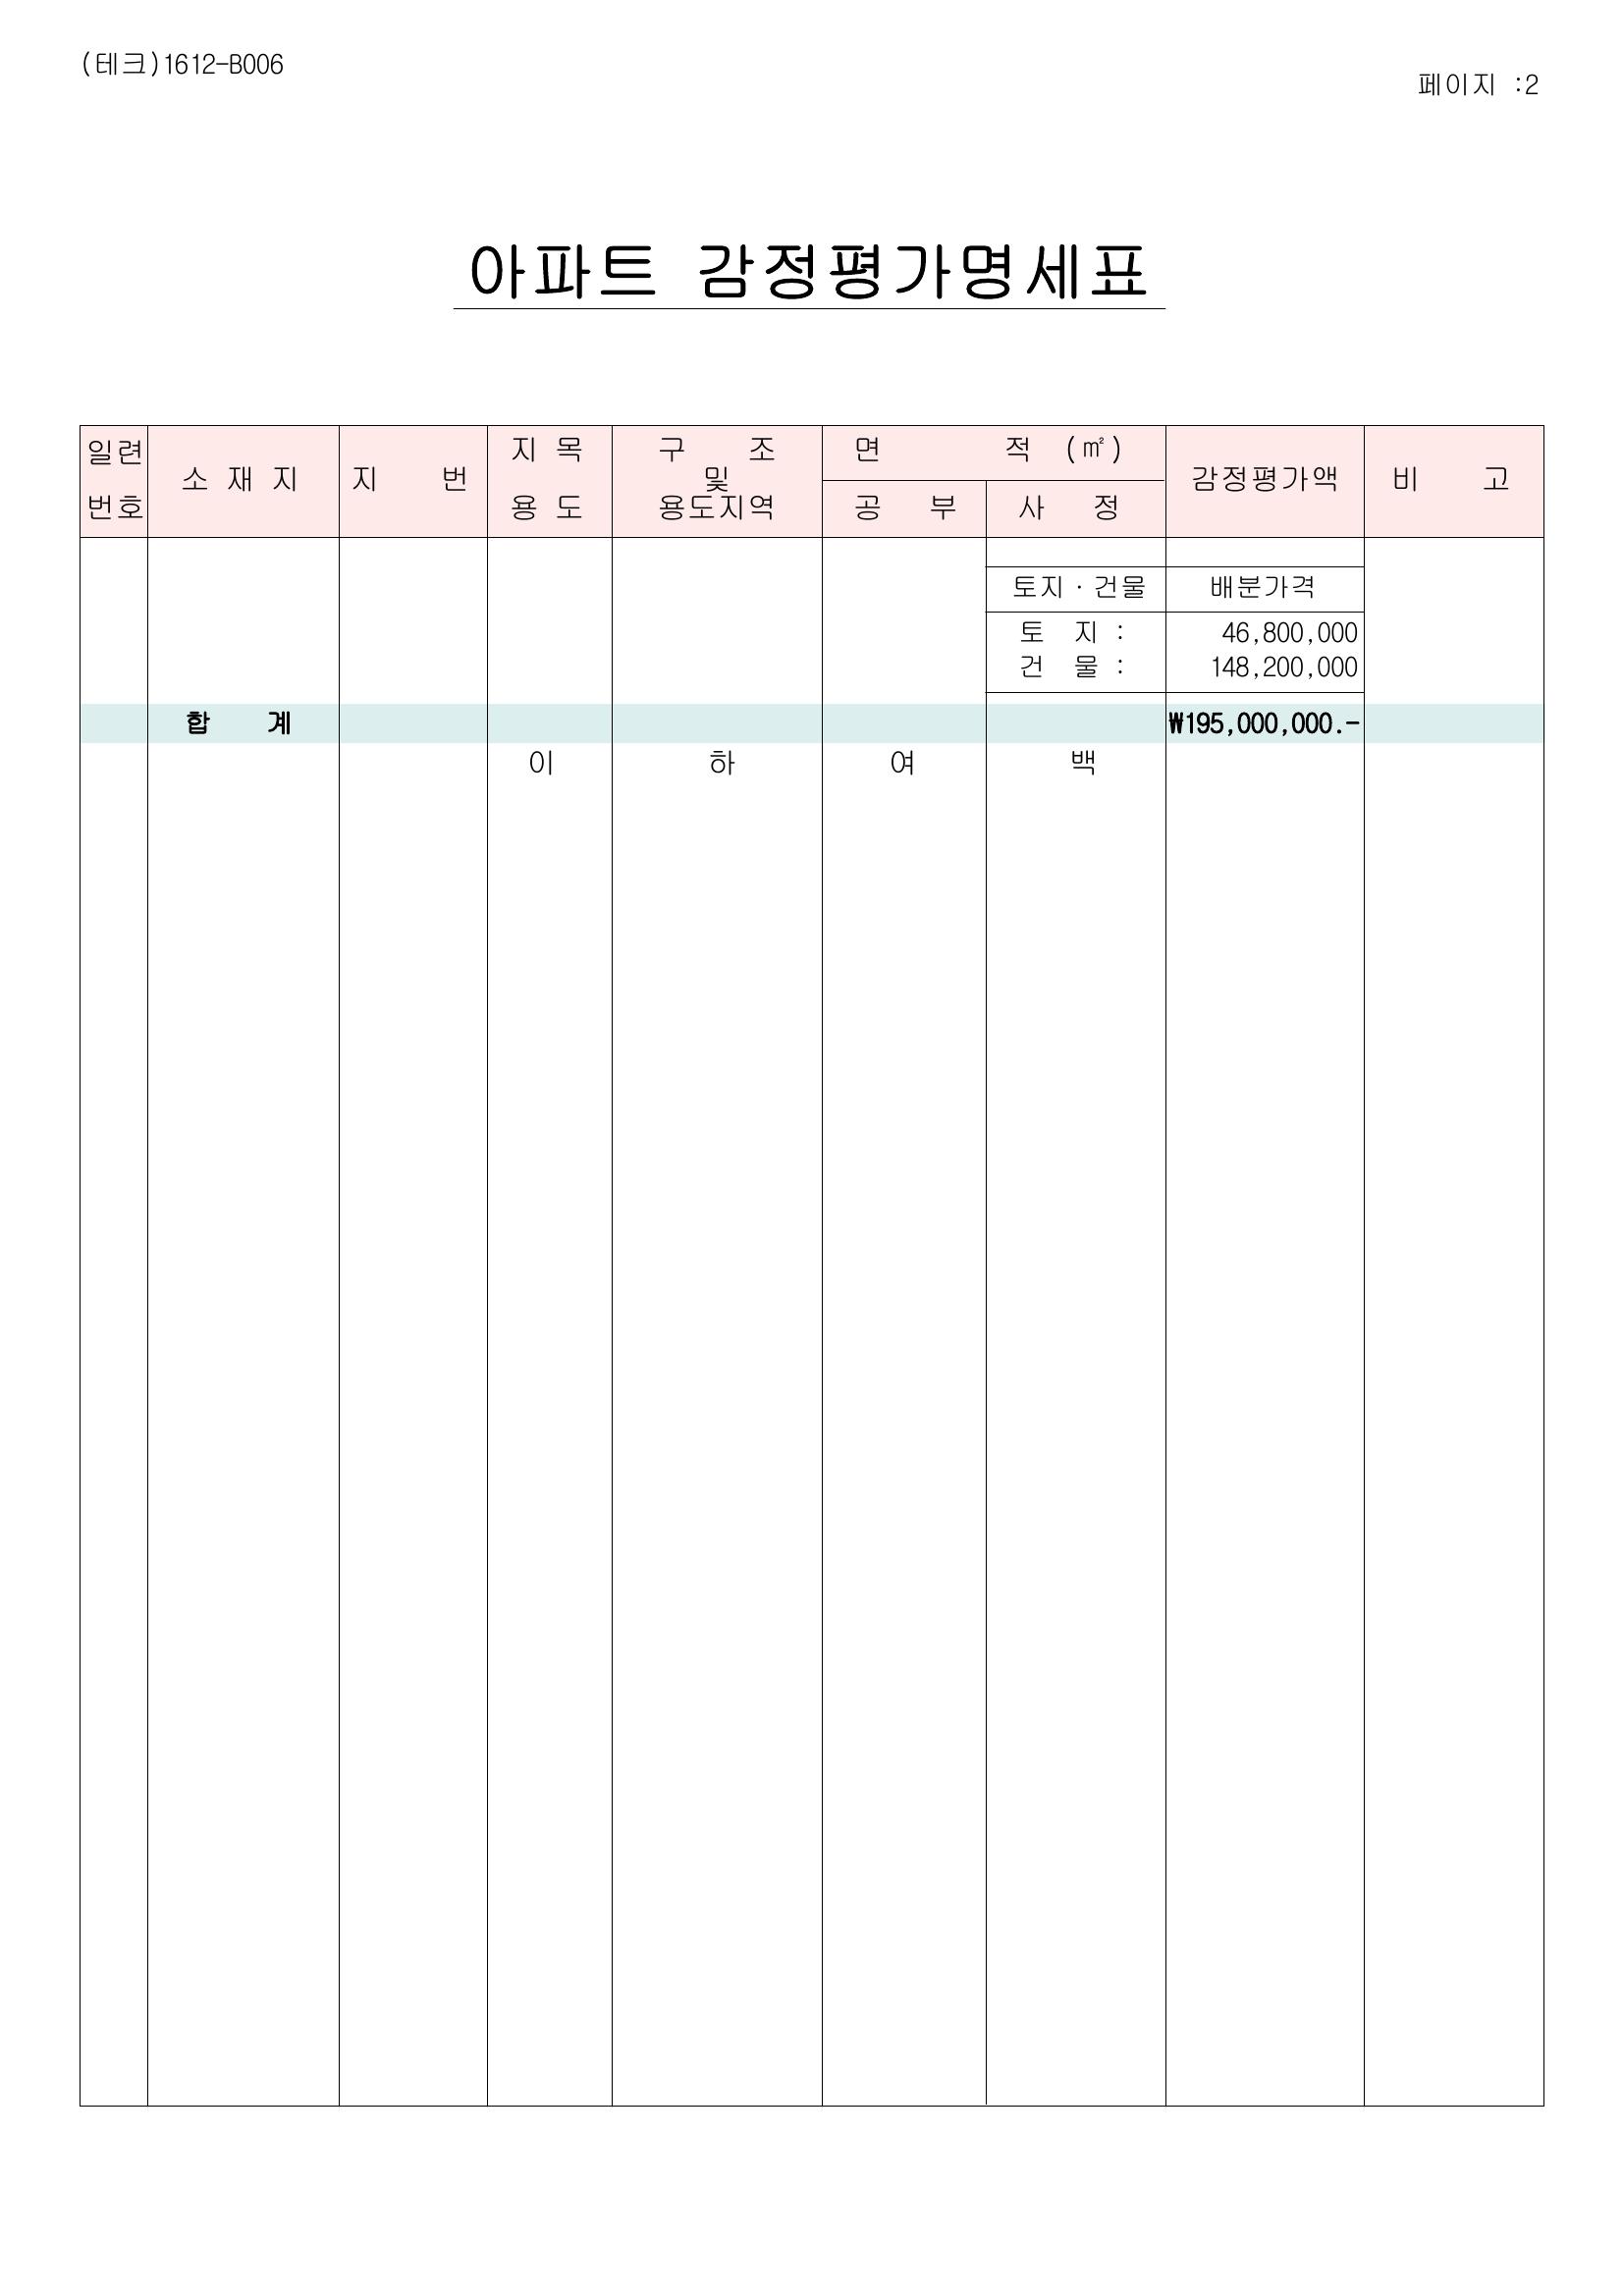 (테크)1612-B006
페이지 :2
아파트 감정평가명세표
일련 번호
소 재 지
지 번
지 목
용 도
구 조
및
용도지역
면 적 (㎡)
공 부
사 정
감정평가액
비 고
토지·건물 배분가격
토 지 : 46,800,000
건 물 : 148,200,000
합 계 ₩195,000,000.-
이 하 여 백